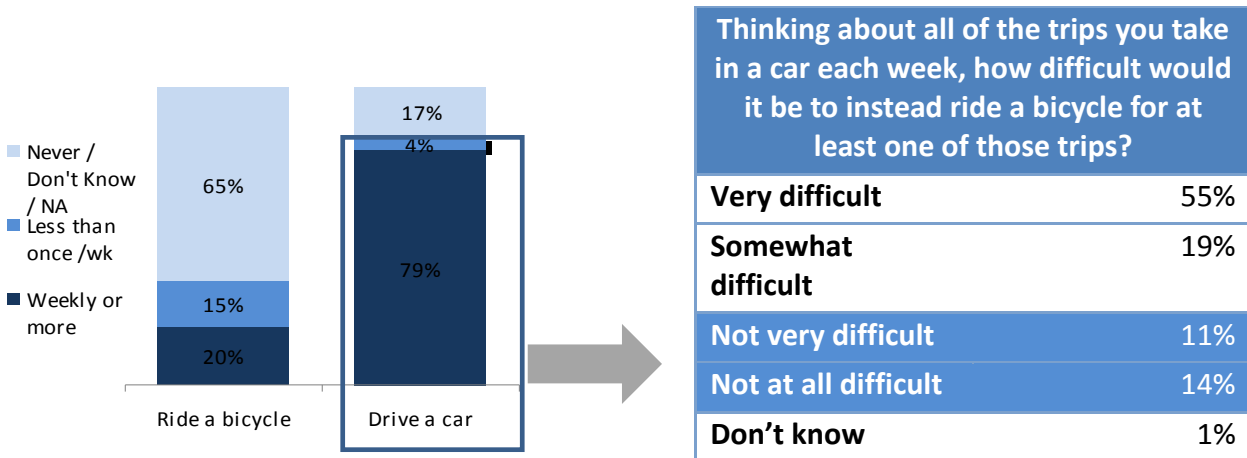 Never /
Don't Know
/ NA
Less than
once /wk
Weekly or
more
65%
15%
20%
17%
4%
79%
Ride a bicycle
Drive a car
Thinking about all of the trips you take
in a car each week, how difficult would
it be to instead ride a bicycle for at
least one of those trips?
Very difficult 55%
Somewhat
difficult 19%
Not very difficult 11%
Not at all difficult 14%
Don’t know 1%